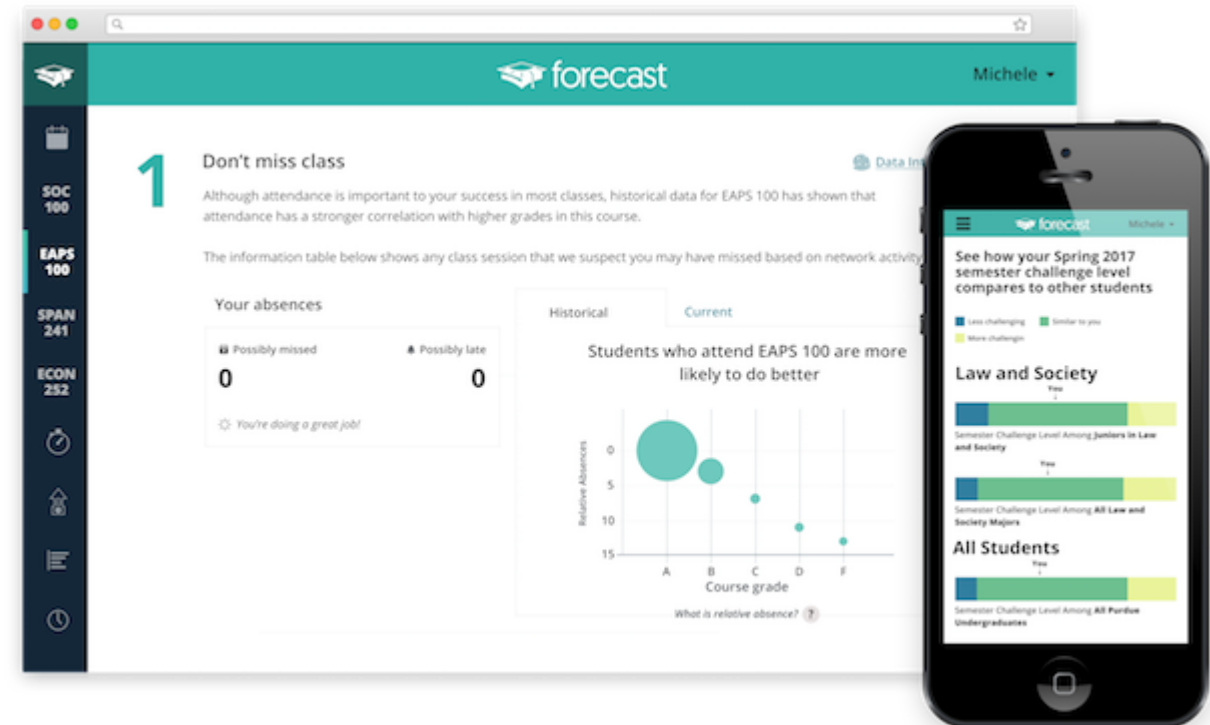 forecast
Michele
SOC
100
EAPS
100
SPAN
241
ECON
252
1
Don't miss class
Data In
Although attendance is important to your success in most classes, historical data for EAPS 100 has shown that
attendance has a stronger correlation with higher grades in this course.
The information table below shows any class session that we suspect you may have missed based on network activity
Your absences
Possibly missed
Possibly late
0
0
You're doing a great job!
Historical
Current
Students who attend EAPS 100 are more
likely to do better
Relative Absences
0
5
10
15
A B C D F
Course grade
What is relative absence? ?
forecast
Michele
See how your Spring 2017
semester challenge level
compares to other students
Less challenging
Similar to you
More challengin
Law and Society
You
Semester Challenge Level Among Juniors in Law
and Society
You
Semester Challenge Level Among All Law and
Society Majors
All Students
You
Semester Challenge Level Among All Purdue
Undergraduates